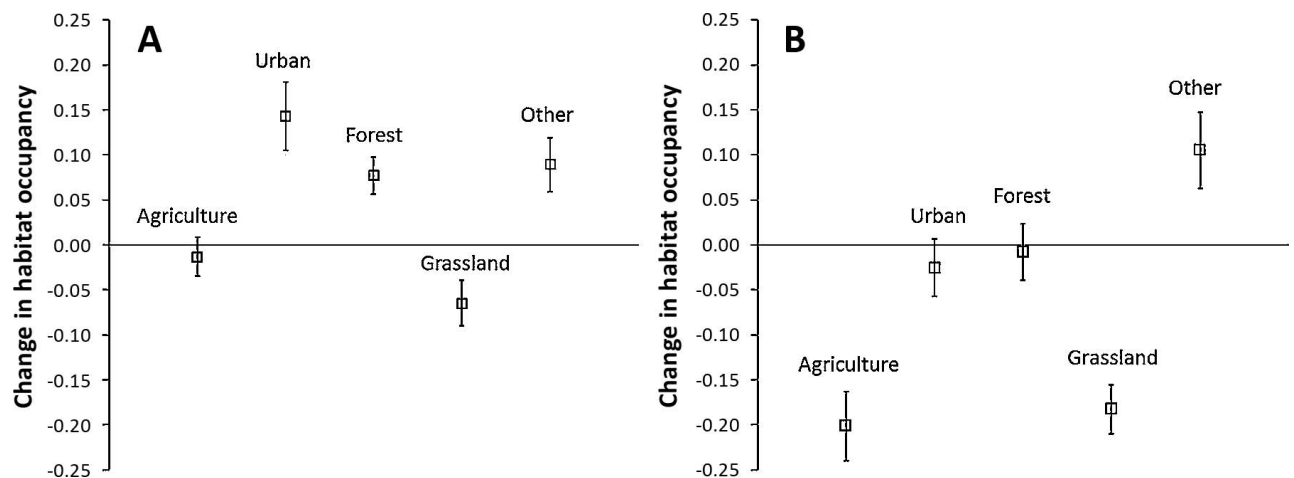 A
Change in habitat occupancy
0.25
0.20
0.15
0.10
0.05
0.00
-0.05
-0.10
-0.15
-0.20
-0.25
Urban
Forest
Other
Agriculture
Grassland
B
Change in habitat occupancy
0.25
0.20
0.15
0.10
0.05
0.00
-0.05
-0.10
-0.15
-0.20
-0.25
Other
Forest
Urban
Grassland
Agriculture